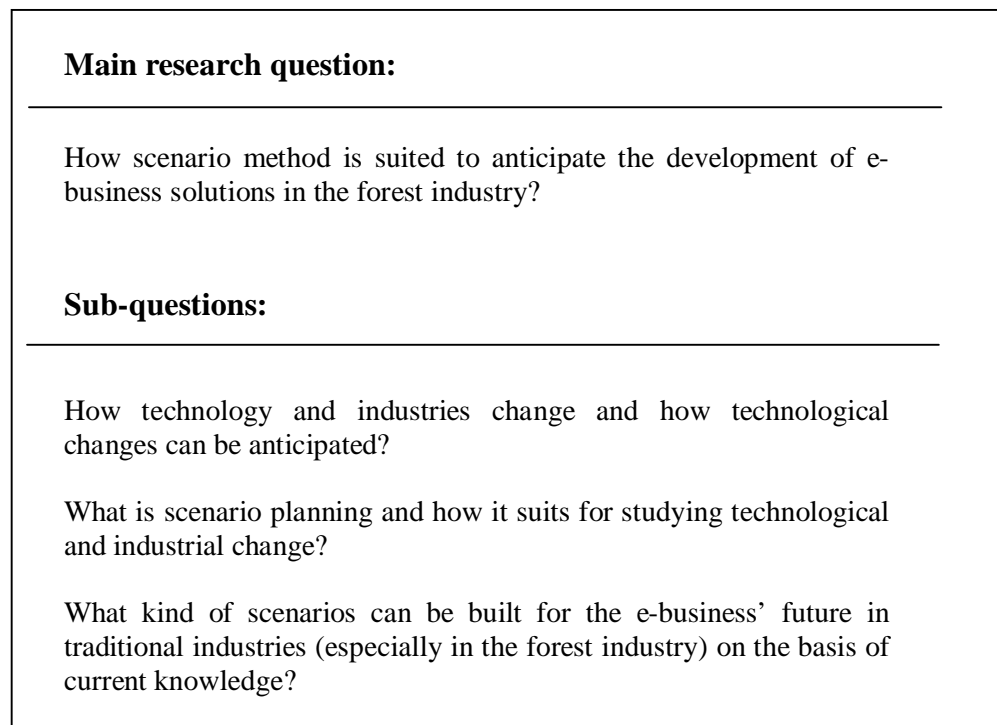 Main research question:
How scenario method is suited to anticipate the development of e-
business solutions in the forest industry?
Sub-questions:
How technology and industries change and how technological
changes can be anticipated?
What is scenario planning and how it suits for studying technological
and industrial change?
What kind of scenarios can be built for the e-business’ future in
traditional industries (especially in the forest industry) on the basis of
current knowledge?